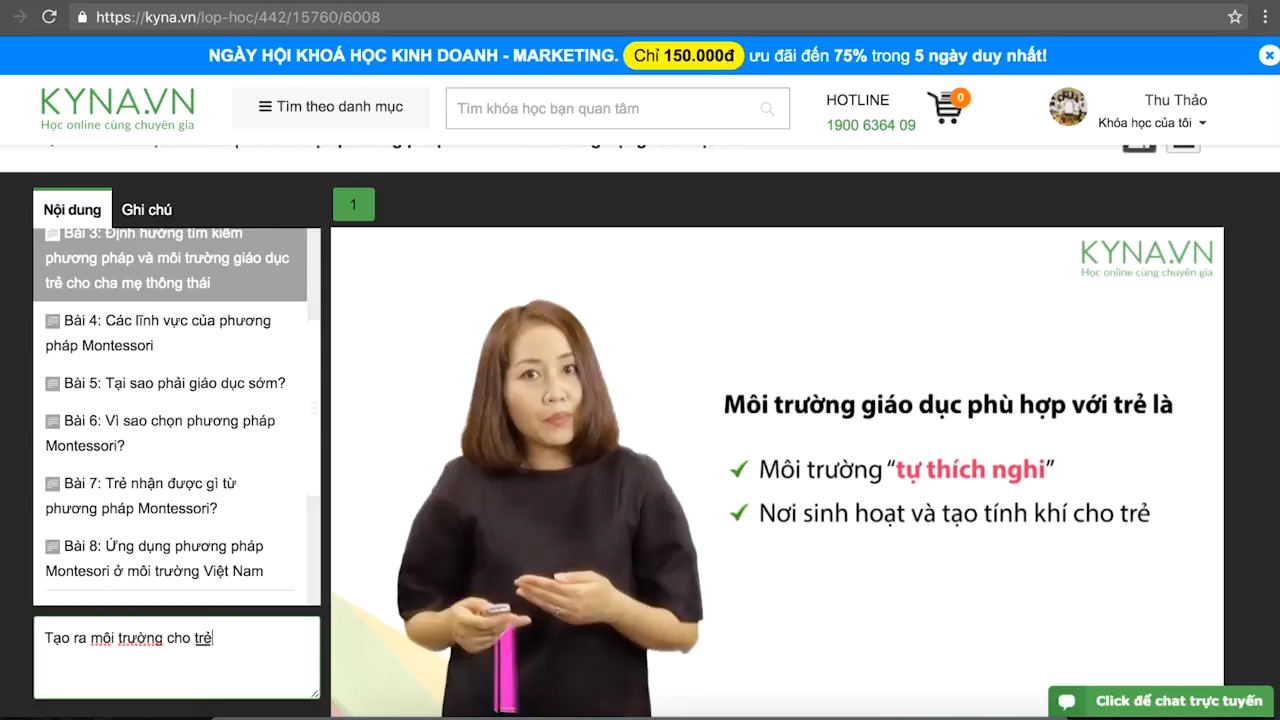 https://kyna.vn/lop-hoc/442/15760/6008
NGÀY HỘI KHOÁ HỌC KINH DOANH - MARKETING. Chỉ 150.000đ ưu đãi đến 75% trong 5 ngày duy nhất!
KYNA.VN
Học online cùng chuyên gia
Tìm theo danh mục
Tìm khóa học bạn quan tâm
HOTLINE
1900 6364 09
0
Thu Thảo
Khóa học của tôi
Nội dung
Ghi chú
1
Bài 3: Định hướng tìm kiếm
phương pháp và môi trường giáo dục
trẻ cho cha mẹ thông thái
Bài 4: Các lĩnh vực của phương
pháp Montessori
Bài 5: Tại sao phải giáo dục sớm?
Bài 6: Vì sao chọn phương pháp
Montessori?
Bài 7: Trẻ nhận được gì từ
phương pháp Montessori?
Bài 8: Ứng dụng phương pháp
Montesori ở môi trường Việt Nam
Tạo ra môi trường cho trẻ
KYNA.VN
Học online cùng chuyên gia
Môi trường giáo dục phù hợp với trẻ là
Môi trường “tự thích nghi”
Nơi sinh hoạt và tạo tính khí cho trẻ
Click để chat trực tuyến